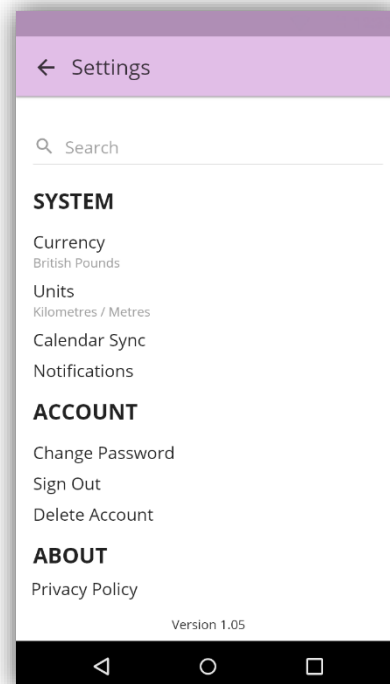 Settings
Search
SYSTEM
Currency
British Pounds
Units
Kilometres / Metres
Calendar Sync
Notifications
ACCOUNT
Change Password
Sign Out
Delete Account
ABOUT
Privacy Policy
Version 1.05